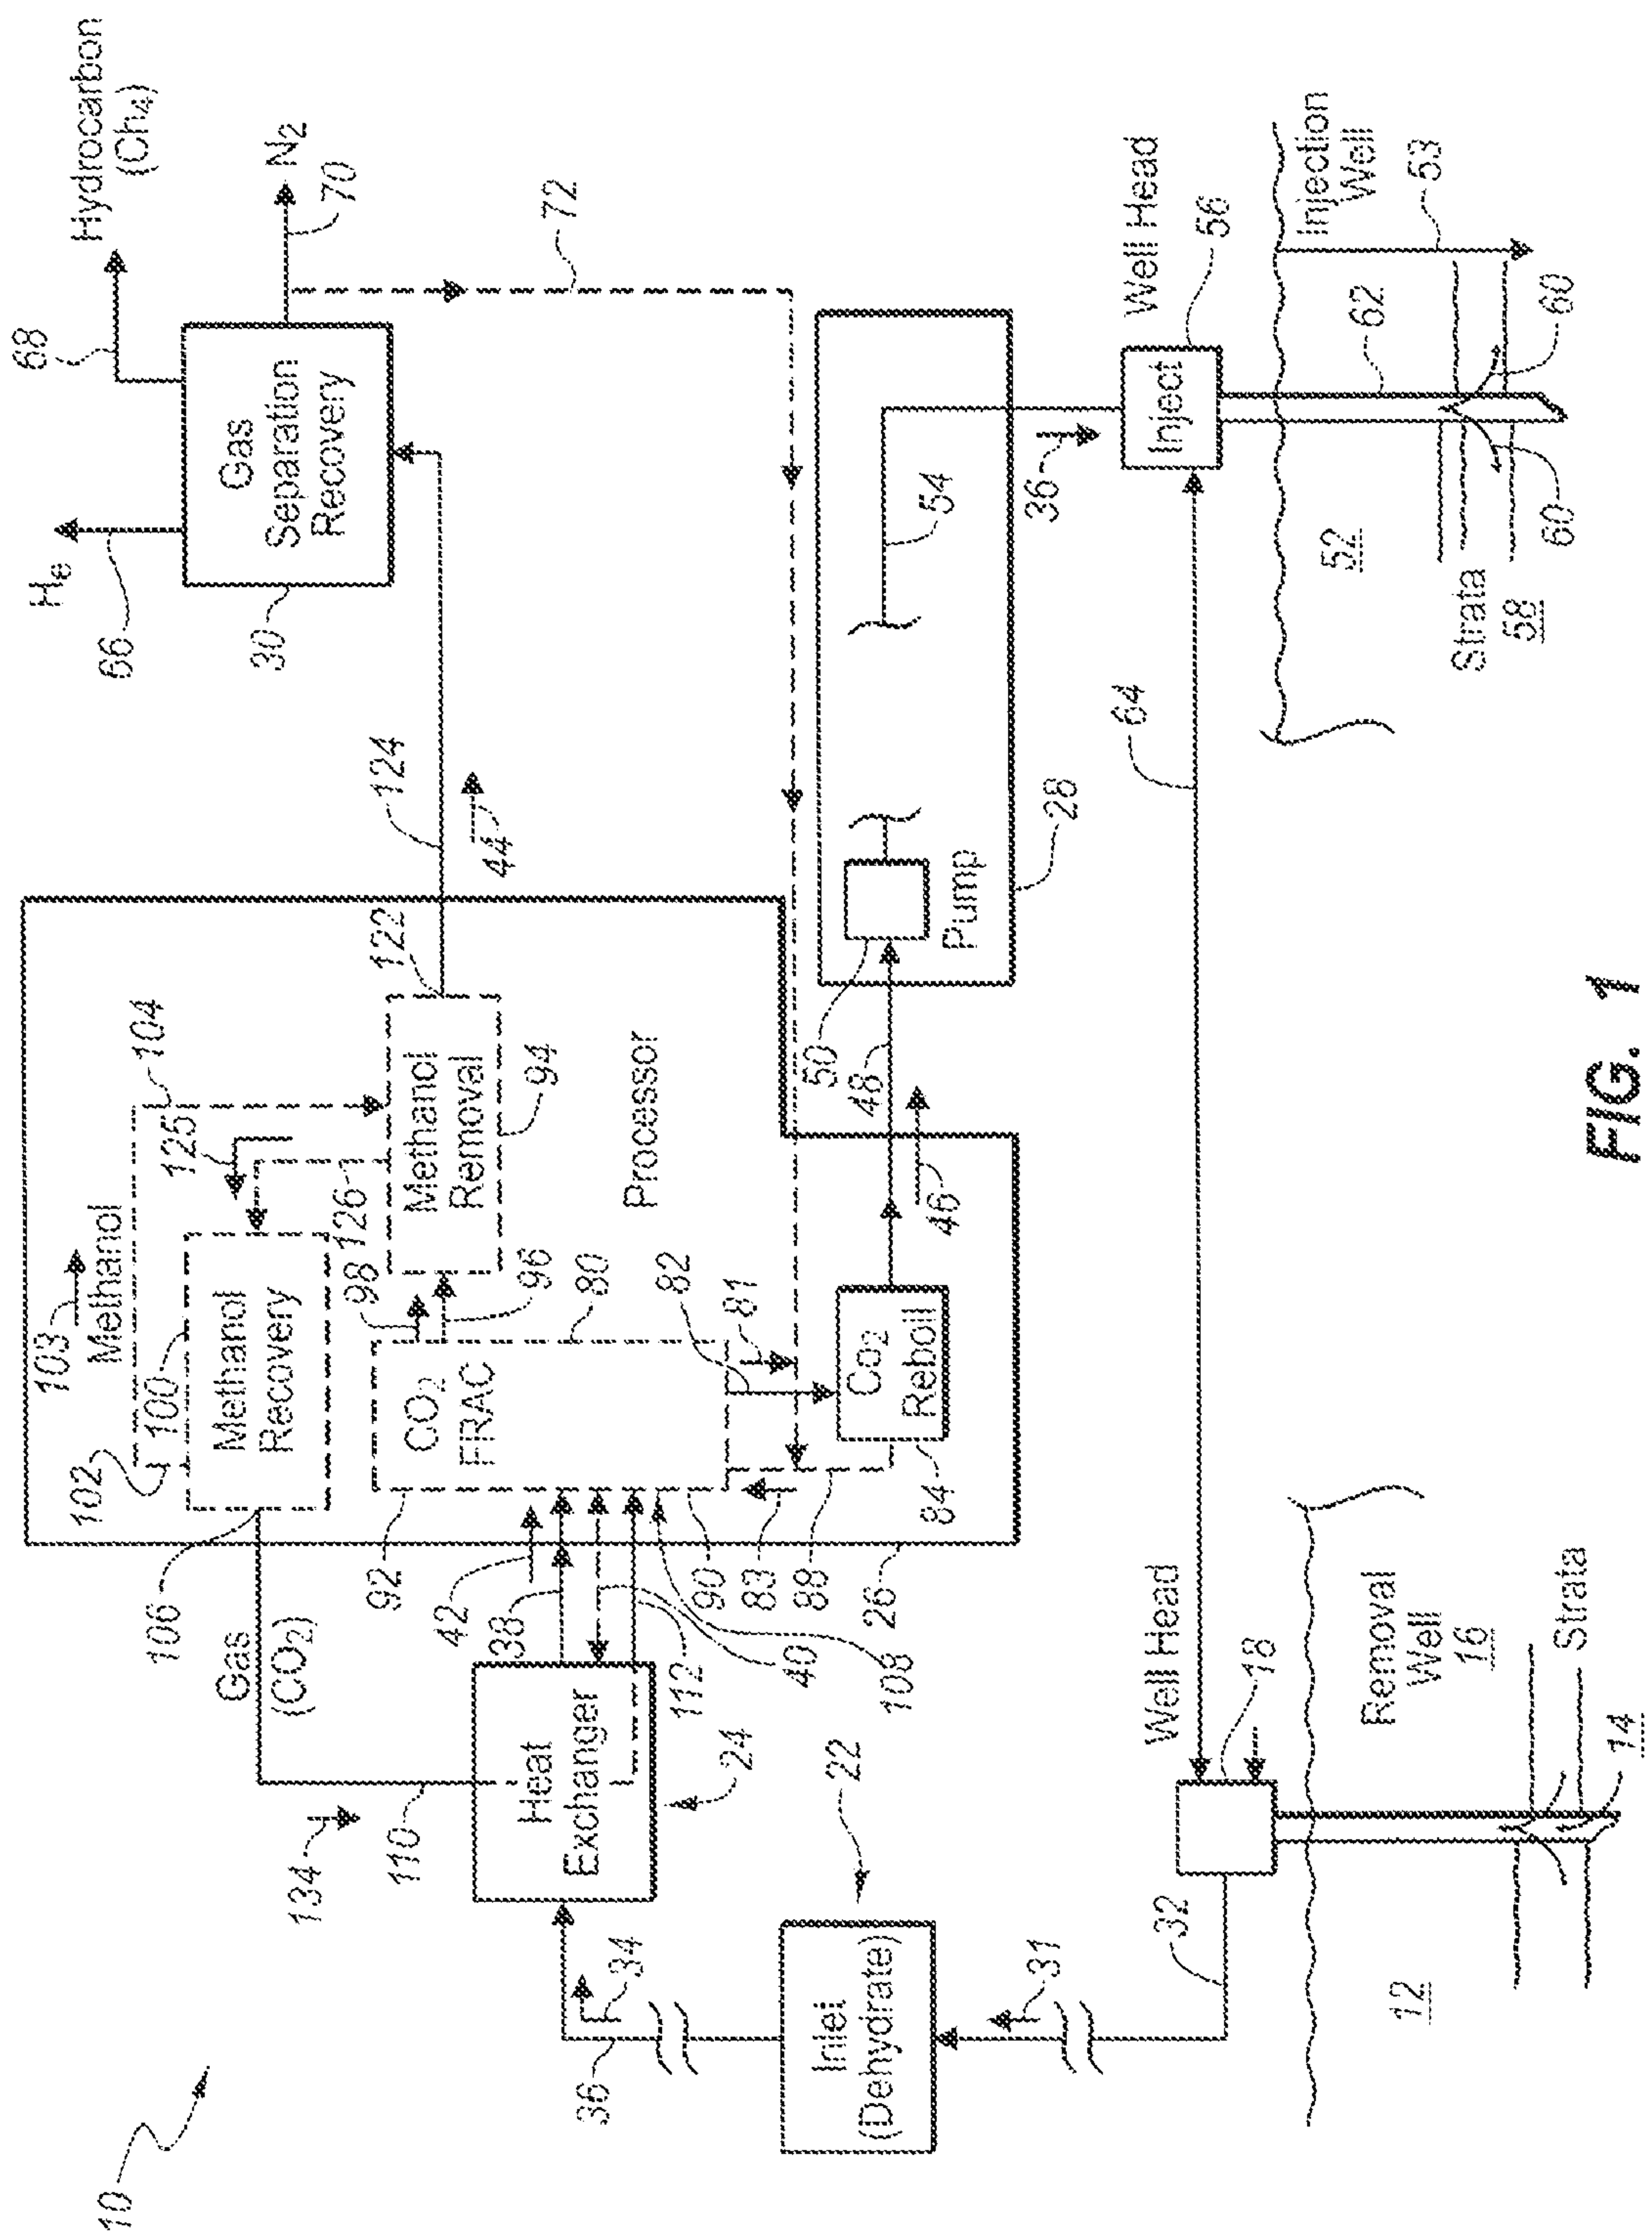 10
134
110
Gas
(CO₂)
106
102
100
103
Methanol
Methanol
Recovery
125
104
126
98
96
92
CO₂
FRAC
80
82
81
Methanol
Removal
94
122
Processor
124
44
He
66
30
Gas
Separation
Recovery
68
Hydrocarbon
(Ch₄)
N₂
70
72
36
34
Heat
Exchanger
24
42
38
112
40
108
90
83
88
26
84
Co₂
Reboil
46
48
50
Pump
28
54
36
Inlet
(Dehydrate)
22
31
32
Well Head
18
64
Well Head
56
Inject
12
Removal
Well
16
Strata
14
52
Strata
58
60
60
62
Injection
Well
53
FIG. 1